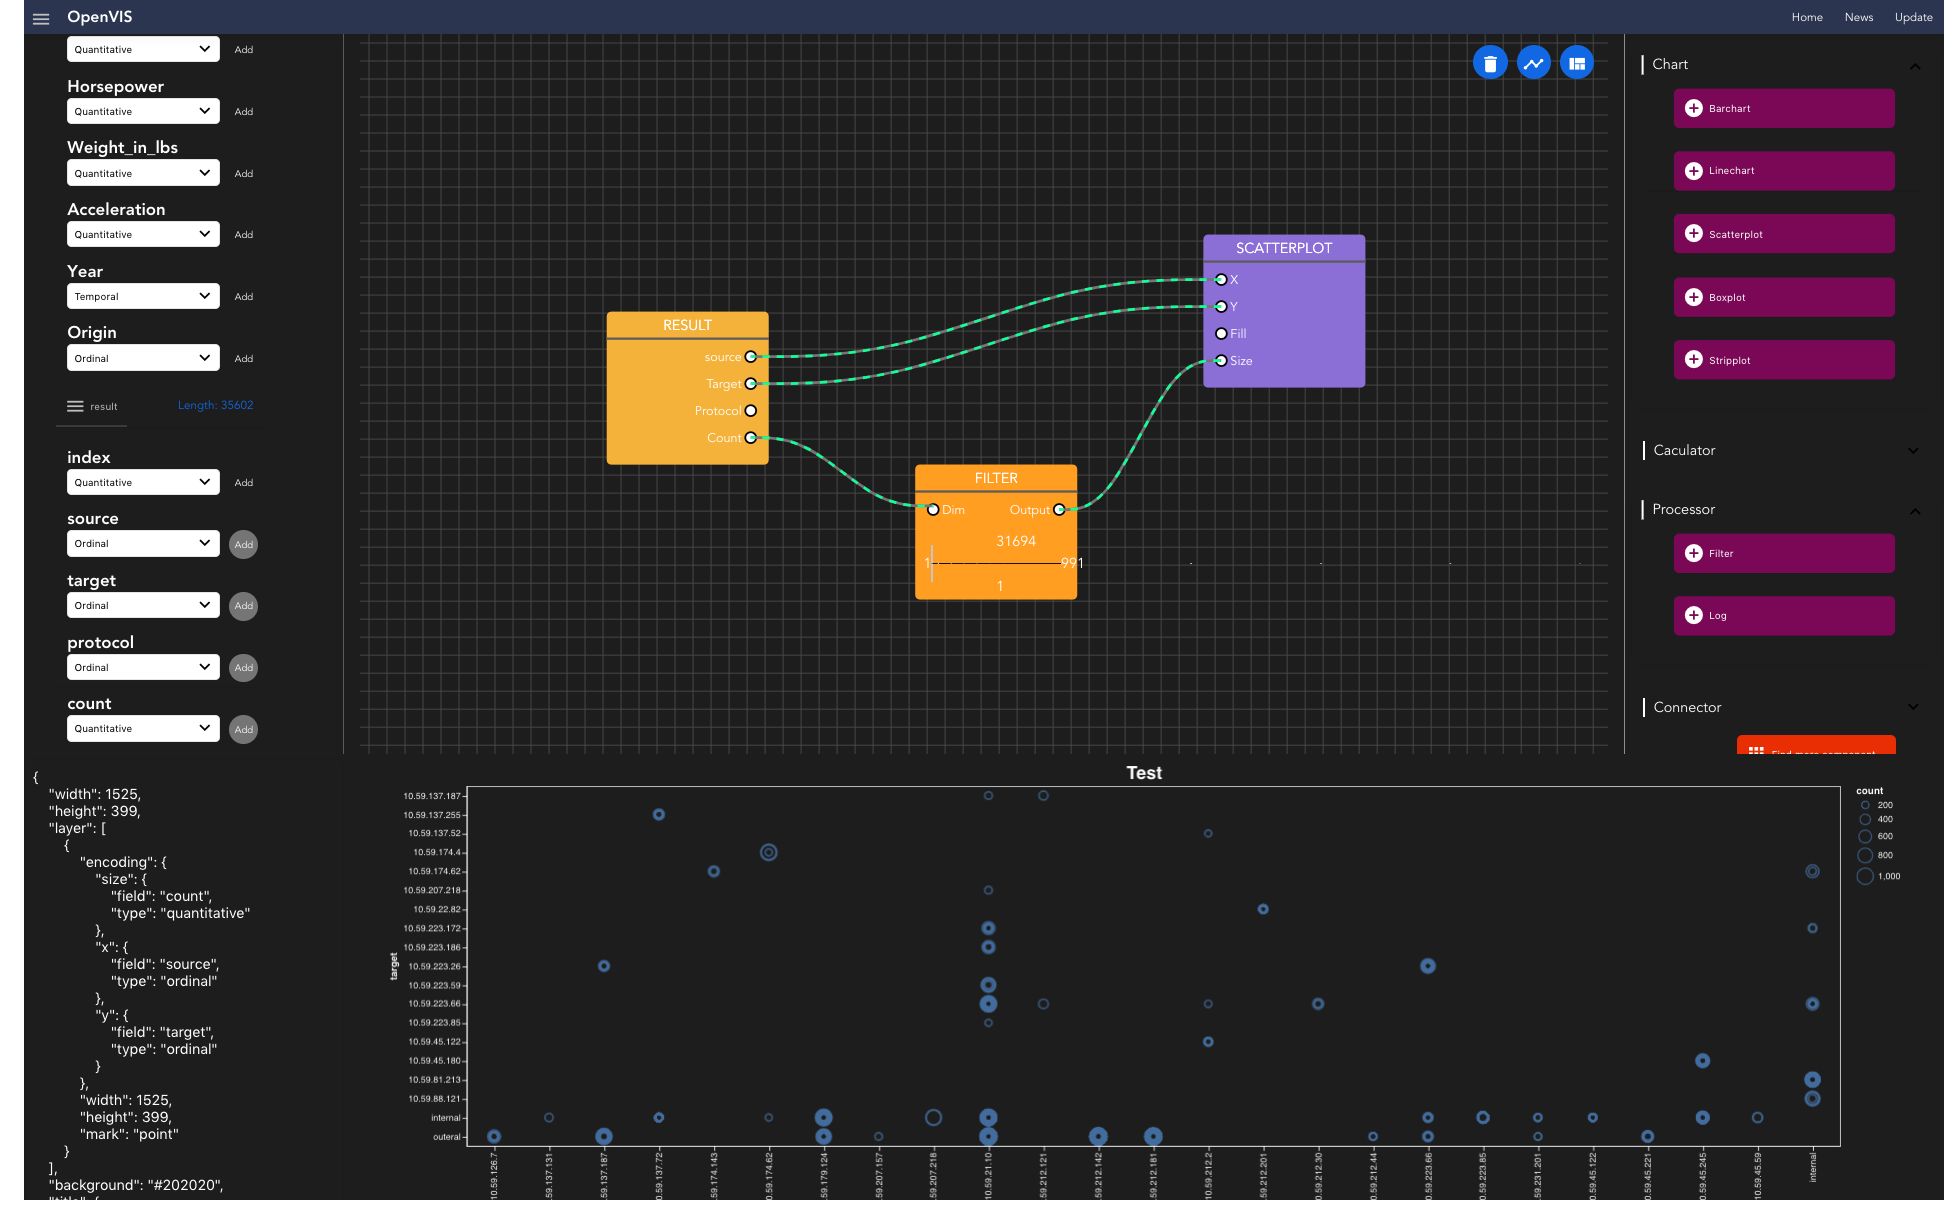 OpenVIS
Home News Update
Quantitative Add
Horsepower
Quantitative Add
Weight_in_lbs
Quantitative Add
Acceleration
Quantitative Add
Year
Temporal Add
Origin
Ordinal Add
result Length: 35602
index
Quantitative Add
source
Ordinal Add
target
Ordinal Add
protocol
Ordinal Add
count
Quantitative Add
RESULT
source
Target
Protocol
Count
FILTER
Dim Output
31694
1 991
1
SCATTERPLOT
X
Y
Fill
Size
Chart
Barchart
Linechart
Scatterplot
Boxplot
Stripplot
Caculator
Processor
Filter
Log
Connector
Find more component
{
"width": 1525,
"height": 399,
"layer": [
{
"encoding": {
"size": {
"field": "count",
"type": "quantitative"
},
"x": {
"field": "source",
"type": "ordinal"
},
"y": {
"field": "target",
"type": "ordinal"
}
},
"width": 1525,
"height": 399,
"mark": "point"
}
],
"background": "#202020",
"title": {
Test
target
10.59.137.187
10.59.137.255
10.59.137.52
10.59.174.4
10.59.174.62
10.59.207.218
10.59.22.82
10.59.223.172
10.59.223.186
10.59.223.26
10.59.223.59
10.59.223.66
10.59.223.85
10.59.45.122
10.59.45.180
10.59.81.213
10.59.88.121
internal
outeral
10.59.126.7
0.59.137.131
.59.137.187
0.59.137.72
0.59.174.143
0.59.174.62
.59.179.124
.59.207.157
.59.207.218
10.59.21.10
.59.212.121
.59.212.142
.59.212.181
10.59.212.2
.59.212.201
0.59.212.30
0.59.212.44
0.59.223.66
0.59.223.85
.59.231.201
0.59.45.122
0.59.45.221
0.59.45.245
10.59.45.59
internal
count
200
400
600
800
1,000